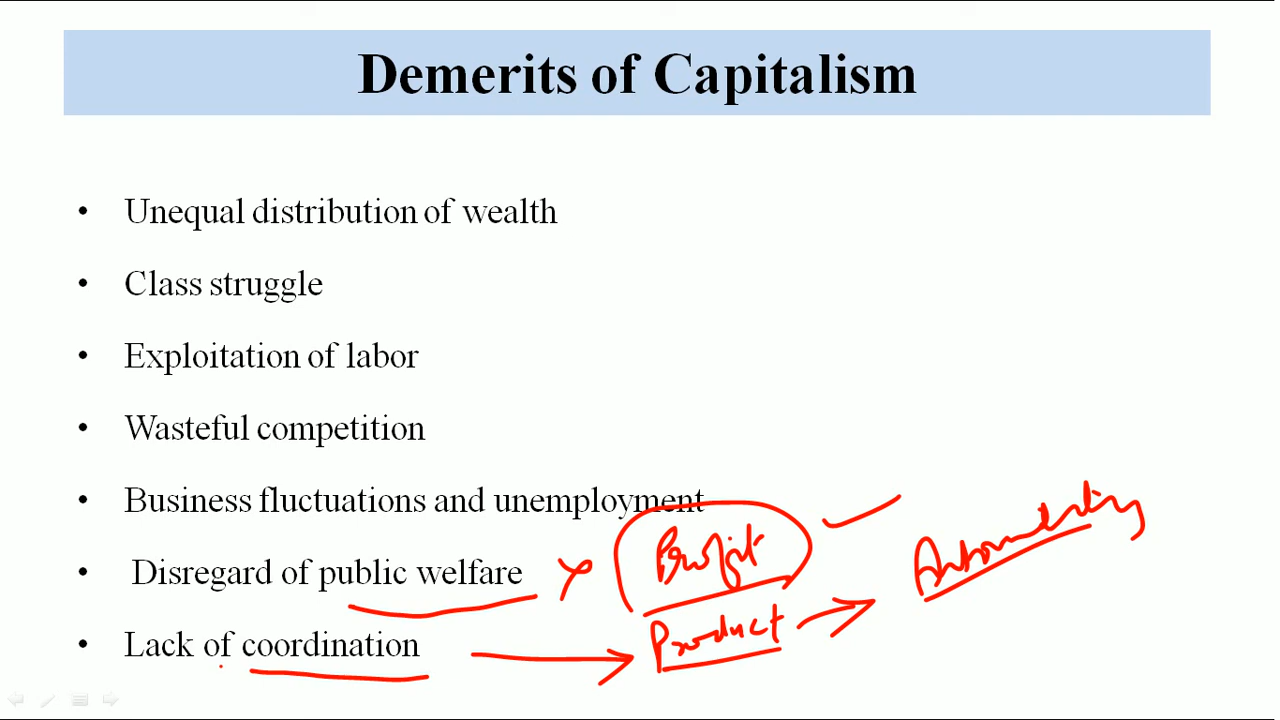 Demerits of Capitalism
• Unequal distribution of wealth
• Class struggle
• Exploitation of labor
• Wasteful competition
• Business fluctuations and unemployment
• Disregard of public welfare
Profit
• Lack of coordination
Product